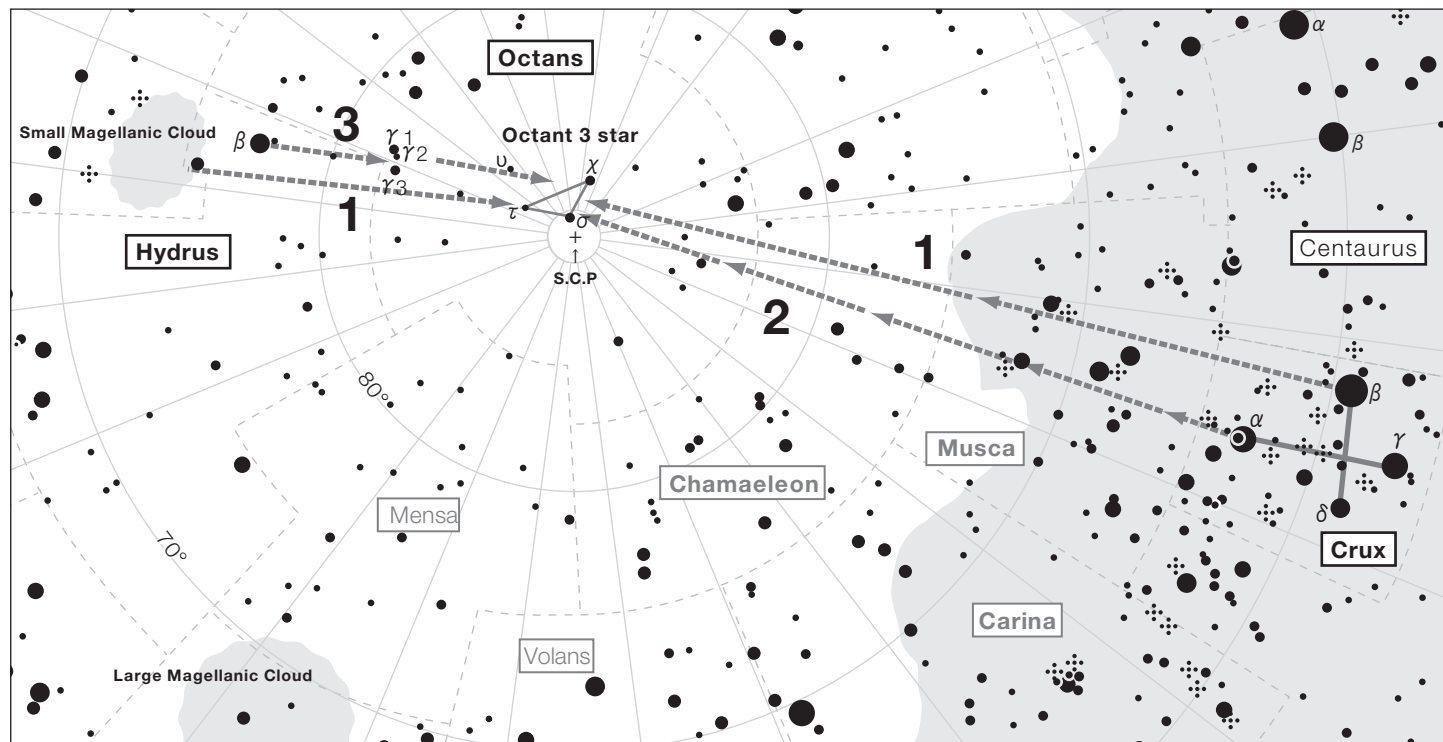 α
Octans
Small Magellanic Cloud
β
3
γ 1
γ2
γ3
Octant 3 star
υ
χ
β
1
τ
σ
+
↑
S.C.P
Hydrus
1
Centaurus
2
80°
β
α
γ
Musca
Chamaeleon
Mensa
δ
70°
Crux
Carina
Volans
Large Magellanic Cloud